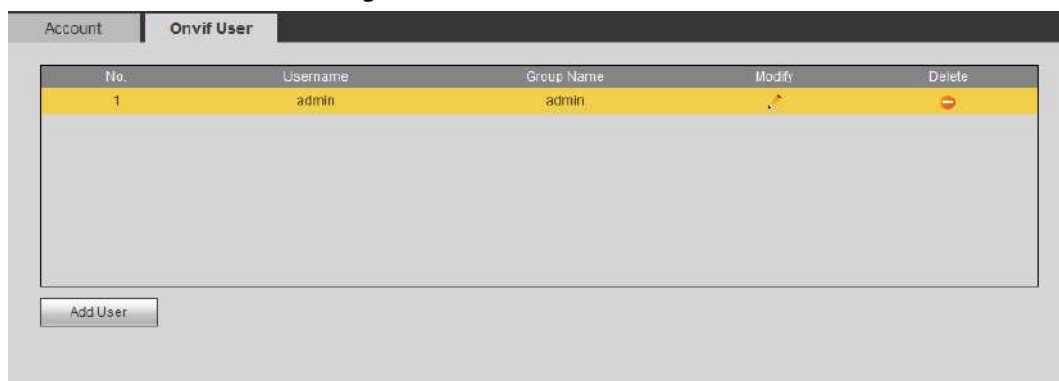 Account Onvif User
No. Username Group Name Modify Delete
1 admin admin
Add User